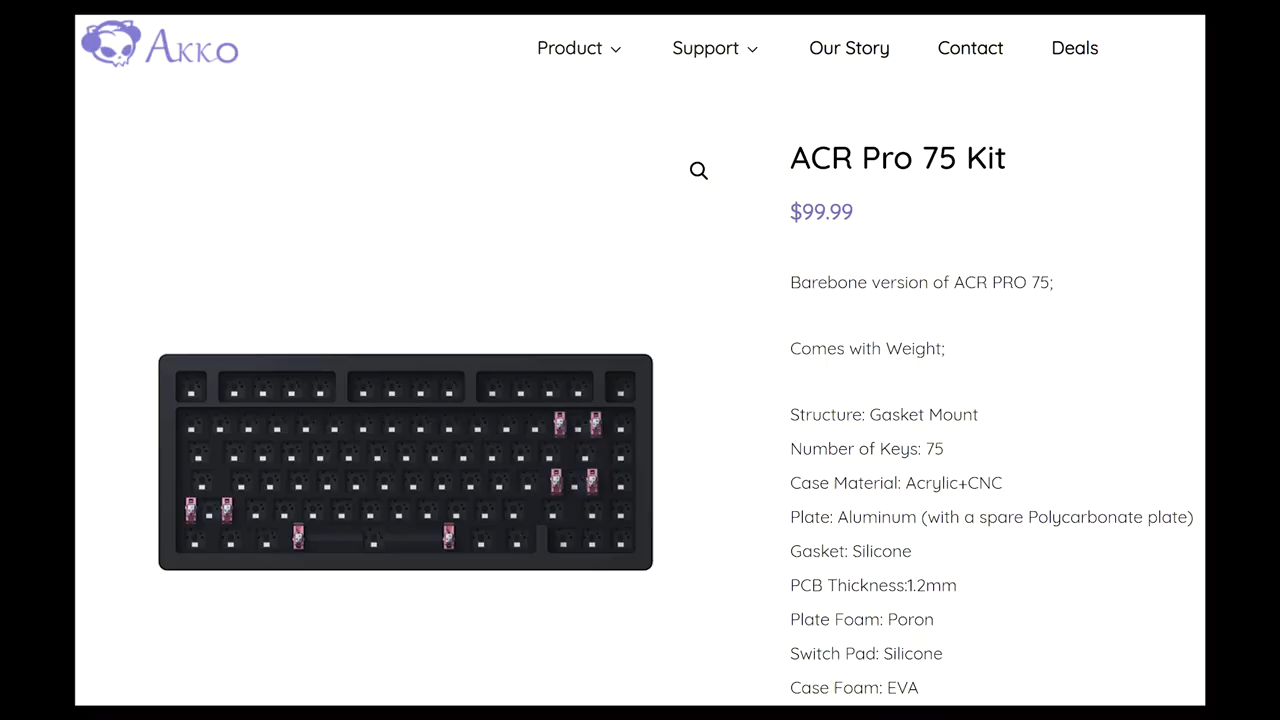 AKKO
Product
Support
Our Story
Contact
Deals
ACR Pro 75 Kit
$99.99
Barebone version of ACR PRO 75;
Comes with Weight;
Structure: Gasket Mount
Number of Keys: 75
Case Material: Acrylic+CNC
Plate: Aluminum (with a spare Polycarbonate plate)
Gasket: Silicone
PCB Thickness:1.2mm
Plate Foam: Poron
Switch Pad: Silicone
Case Foam: EVA